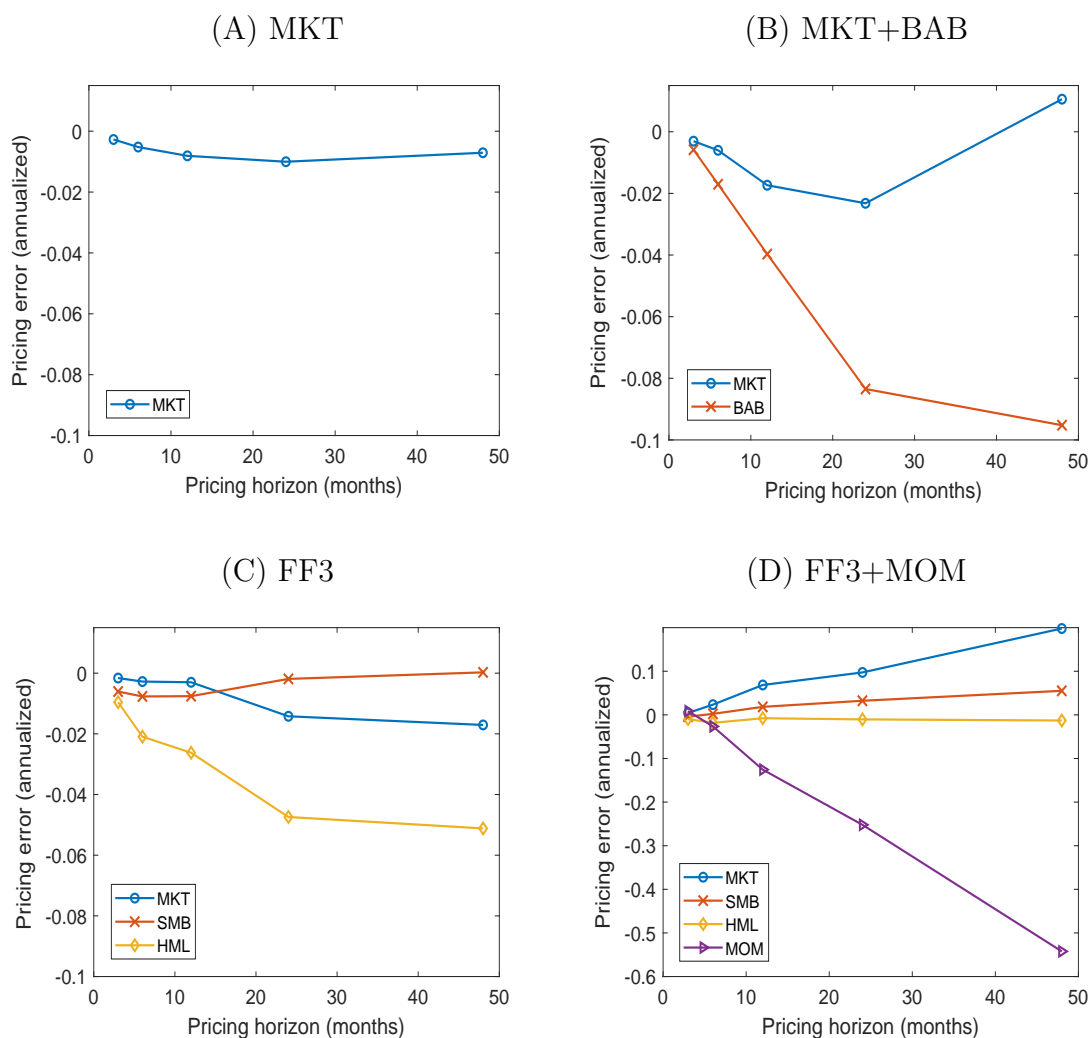 (A) MKT
Pricing error (annualized)
0
-0.02
-0.04
-0.06
-0.08
-0.1
MKT
0 10 20 30 40 50
Pricing horizon (months)
(B) MKT+BAB
Pricing error (annualized)
0
-0.02
-0.04
-0.06
-0.08
-0.1
MKT
BAB
0 10 20 30 40 50
Pricing horizon (months)
(C) FF3
Pricing error (annualized)
0
-0.02
-0.04
-0.06
-0.08
-0.1
MKT
SMB
HML
0 10 20 30 40 50
Pricing horizon (months)
(D) FF3+MOM
Pricing error (annualized)
0.1
0
-0.1
-0.2
-0.3
-0.4
-0.5
-0.6
MKT
SMB
HML
MOM
0 10 20 30 40 50
Pricing horizon (months)